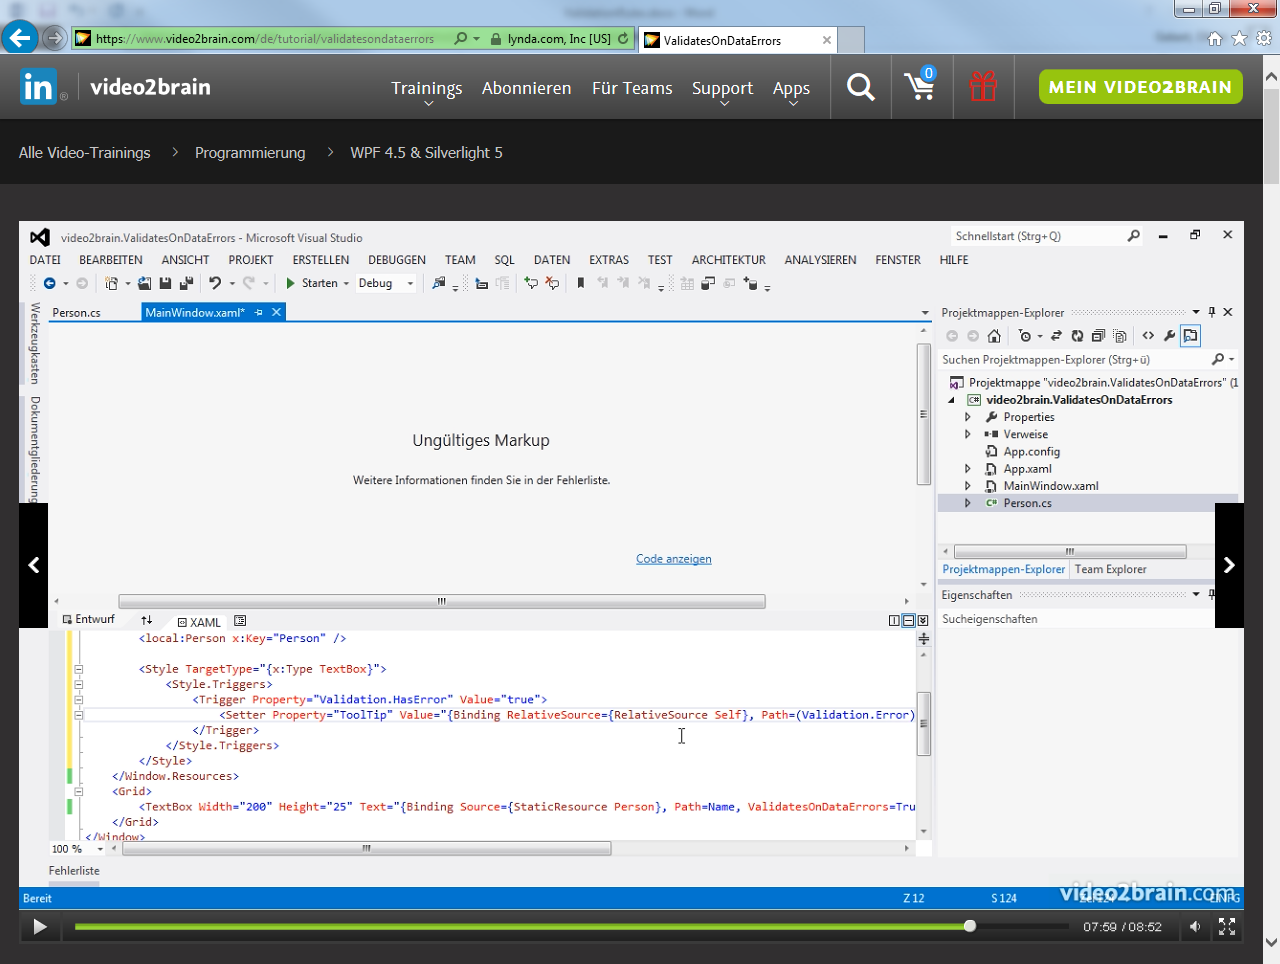 https://www.video2brain.com/de/tutorial/validatesondataerrors
lynda.com, Inc [US]
ValidatesOnDataErrors
in
video2brain
Trainings
Abonnieren
Für Teams
Support
Apps
0
MEIN VIDEO2BRAIN
Alle Video-Trainings
Programmierung
WPF 4.5 & Silverlight 5
video2brain.ValidatesOnDataErrors - Microsoft Visual Studio
Schnellstart (Strg+Q)
DATEI BEARBEITEN ANSICHT PROJEKT ERSTELLEN DEBUGGEN TEAM SQL DATEN EXTRAS TEST ARCHITEKTUR ANALYSIEREN FENSTER HILFE
Starten
Debug
Werkzeugkasten
Dokumentgliederung
Person.cs
MainWindow.xaml*
Ungültiges Markup
Weitere Informationen finden Sie in der Fehlerliste.
Code anzeigen
Entwurf
XAML
<local:Person x:Key="Person" />
<Style TargetType="{x:Type TextBox}">
<Style.Triggers>
<Trigger Property="Validation.HasError" Value="true">
<Setter Property="ToolTip" Value="{Binding RelativeSource={RelativeSource Self}, Path=(Validation.Error)
</Trigger>
</Style.Triggers>
</Style>
</Window.Resources>
<Grid>
<TextBox Width="200" Height="25" Text="{Binding Source={StaticResource Person}, Path=Name, ValidatesOnDataErrors=Tru
</Grid>
</Window>
100 %
Fehlerliste
Projektmappen-Explorer
Suchen Projektmappen-Explorer (Strg+ü)
Projektmappe "video2brain.ValidatesOnDataErrors" (1
video2brain.ValidatesOnDataErrors
Properties
Verweise
App.config
App.xaml
MainWindow.xaml
Person.cs
Projektmappen-Explorer
Team Explorer
Eigenschaften
Sucheigenschaften
Bereit
Z 12
S 124
video2brain.com
07:59 / 08:52